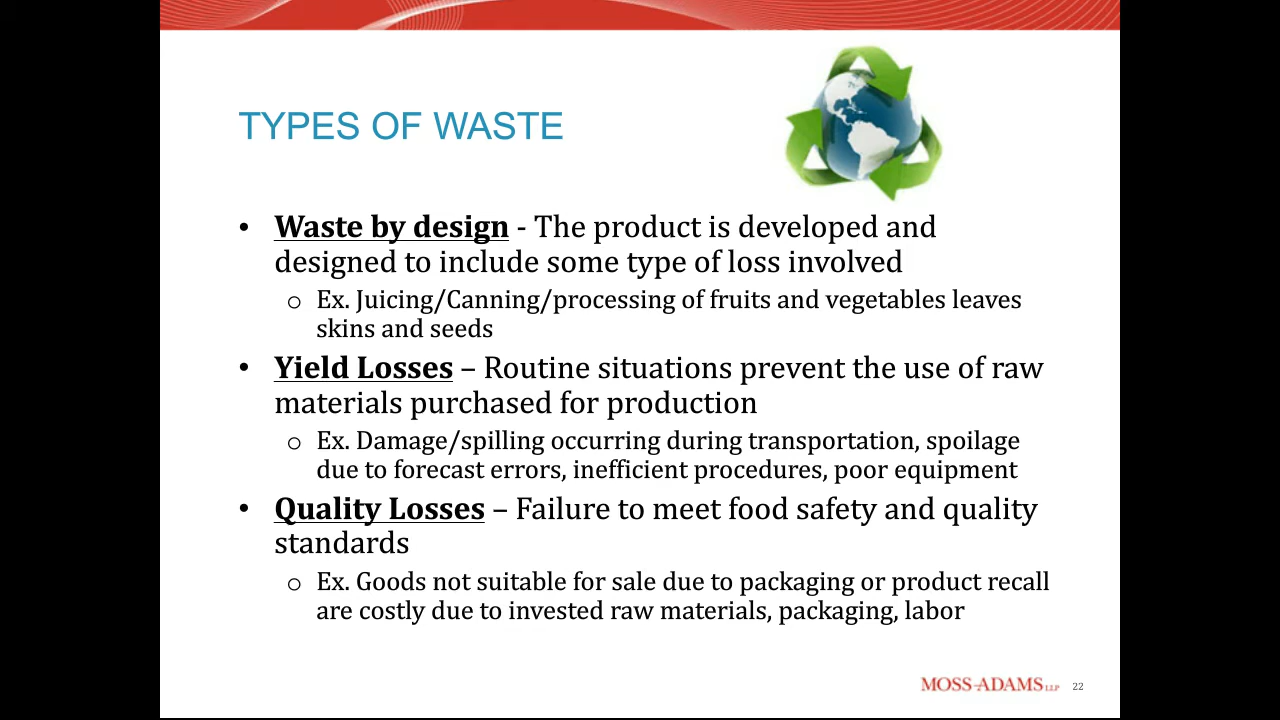 TYPES OF WASTE
• Waste by design - The product is developed and
designed to include some type of loss involved
o Ex. Juicing/Canning/processing of fruits and vegetables leaves
skins and seeds
• Yield Losses – Routine situations prevent the use of raw
materials purchased for production
o Ex. Damage/spilling occurring during transportation, spoilage
due to forecast errors, inefficient procedures, poor equipment
• Quality Losses – Failure to meet food safety and quality
standards
o Ex. Goods not suitable for sale due to packaging or product recall
are costly due to invested raw materials, packaging, labor
MOSS-ADAMS LLP 22